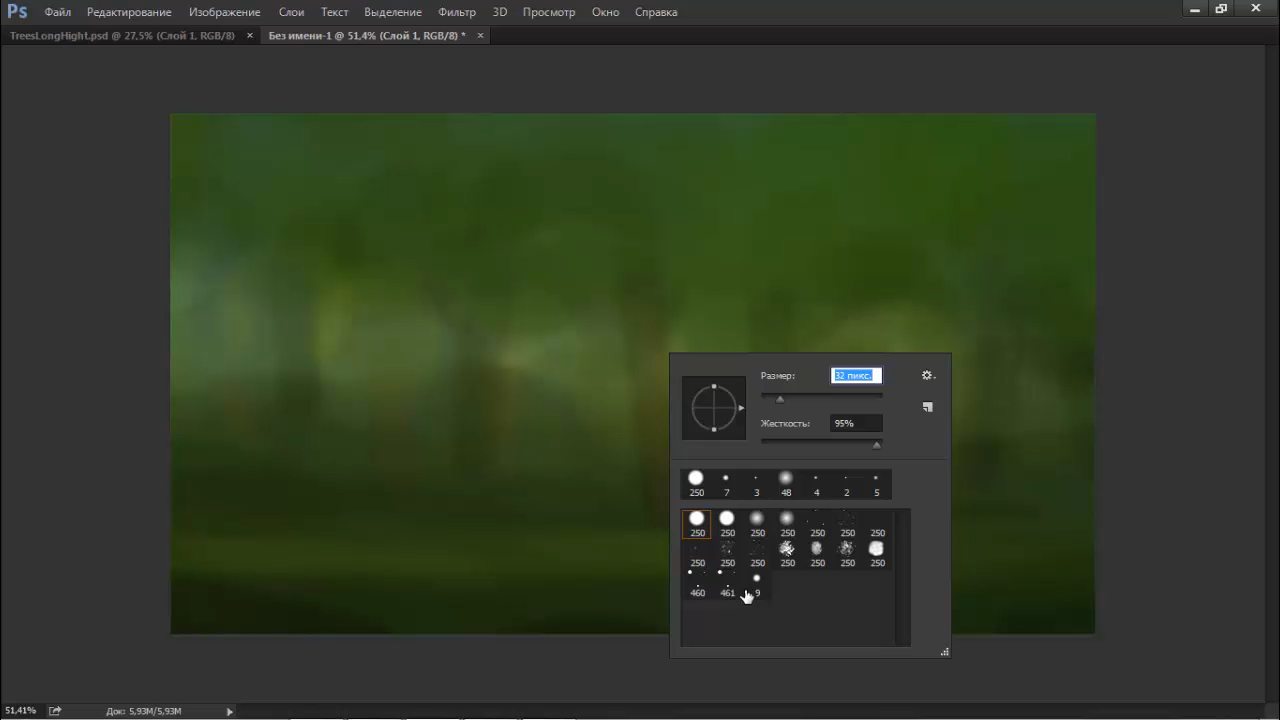 Ps Файл Редактирование Изображение Слои Текст Выделение Фильтр 3D Просмотр Окно Справка
TreesLongHight.psd @ 27,5% (Слой 1, RGB/8) × Без имени-1 @ 51,4% (Слой 1, RGB/8) * ×
Размер: 32 пикс.
Жесткость: 95%
250 7 3 48 4 2 5
250 250 250 250 250 250 250
250 250 250 250 250 250 250
460 461 9
51,41% Док: 5,93M/5,93M